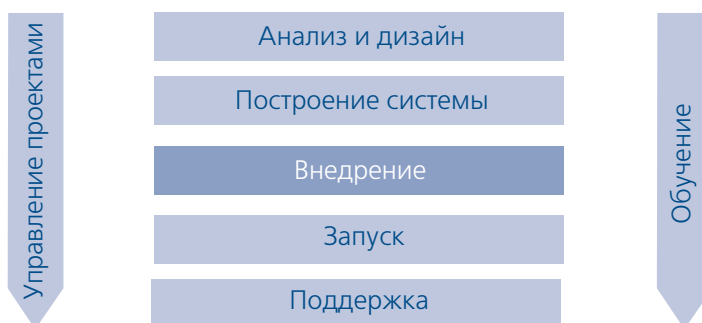 Управление проектами
Анализ и дизайн
Построение системы
Внедрение
Запуск
Поддержка
Обучение